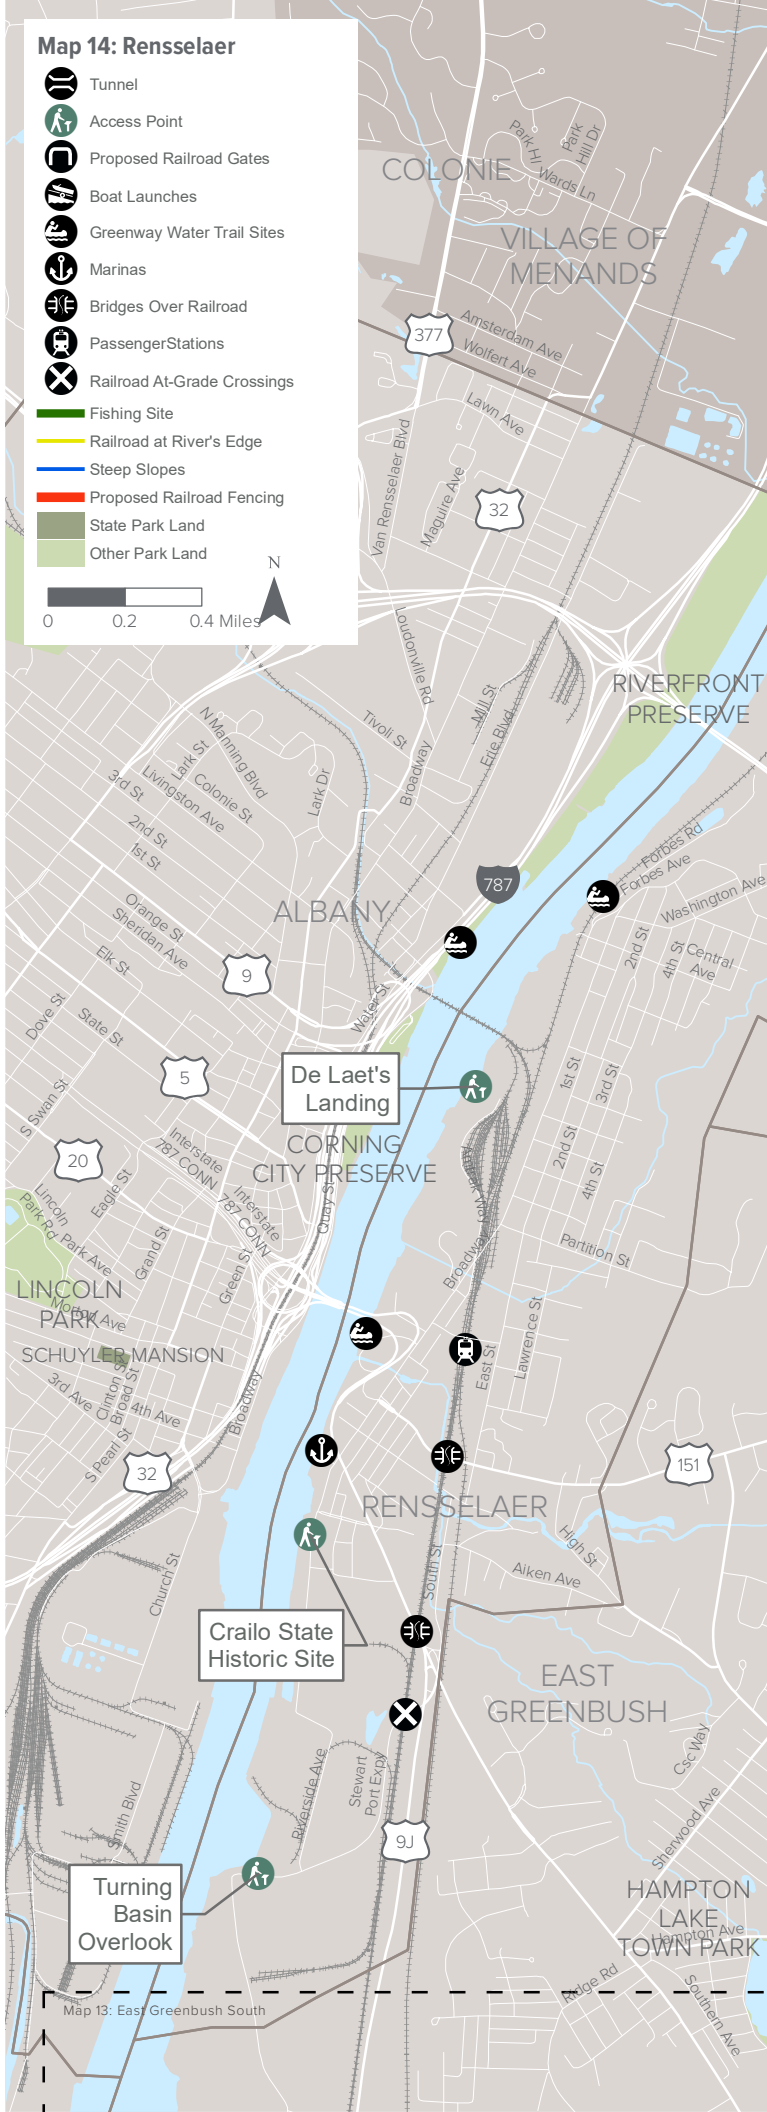 Map 14: Rensselaer
Tunnel
Access Point
Proposed Railroad Gates
Boat Launches
Greenway Water Trail Sites
Marinas
Bridges Over Railroad
PassengerStations
Railroad At-Grade Crossings
Fishing Site
Railroad at River's Edge
Steep Slopes
Proposed Railroad Fencing
State Park Land
Other Park Land
N
0 0.2 0.4 Miles
COLONIE
Park Hl
Park
Hill Dr
Wards Ln
VILLAGE OF
MENANDS
377
Amsterdam Ave
Wolfert Ave
Lawn Ave
Van Rensselaer Blvd
Maguire Ave
32
Loudonville Rd
RIVERFRONT
PRESERVE
Mill St
Erie Blvd
Tivoli St
Broadway
N Manning Blvd
Lark St
Colonie St
Livingston Ave
3rd St
2nd St
1st St
Lark Dr
Forbes Rd
Forbes Ave
Washington Ave
787
ALBANY
Orange St
Sheridan Ave
Elk St
2nd St
4th St
Central
Ave
9
Water St
Dove St
State St
5
De Laet's
Landing
1st St
3rd St
S Swan St
CORNING
CITY PRESERVE
Interstate
787 CONN
20
2nd St
4th St
Amtrak Way
Eagle St
Lincoln
Park Rd
Park Ave
Interstate
787 CONN
Quay St
Grand St
Green St
Broadway
Partition St
LINCOLN
PARK
Morton Ave
SCHUYLER MANSION
Lawrence St
East St
3rd Ave
Clinton St
Broad St
4th Ave
Broadway
S Pearl St
32
151
RENSSELAER
High St
South St
Aiken Ave
Church St
Crailo State
Historic Site
EAST
GREENBUSH
Csc Way
Riverside Ave
Stewart
Port Expy
Smith Blvd
Sherwood Ave
9J
Turning
Basin
Overlook
HAMPTON
LAKE
TOWN PARK
Hampton Ave
Ridge Rd
Southern Ave
Map 13: East Greenbush South